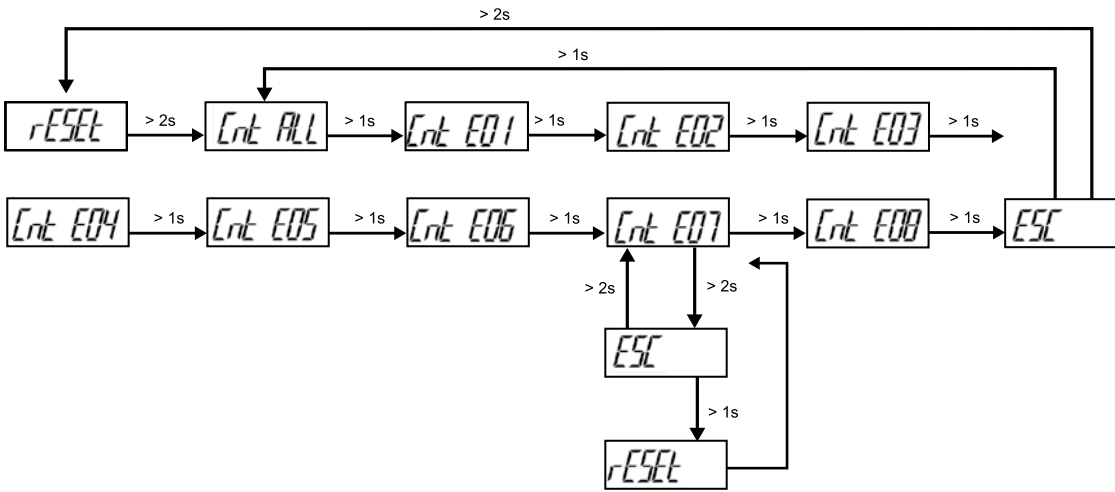 > 2s
> 1s
rESEt > 2s Cnt ALL > 1s Cnt E01 > 1s Cnt E02 > 1s Cnt E03 > 1s
Cnt E04 > 1s Cnt E05 > 1s Cnt E06 > 1s Cnt E07 > 1s Cnt E08 > 1s ESC
> 2s > 2s
ESC
> 1s
rESEt